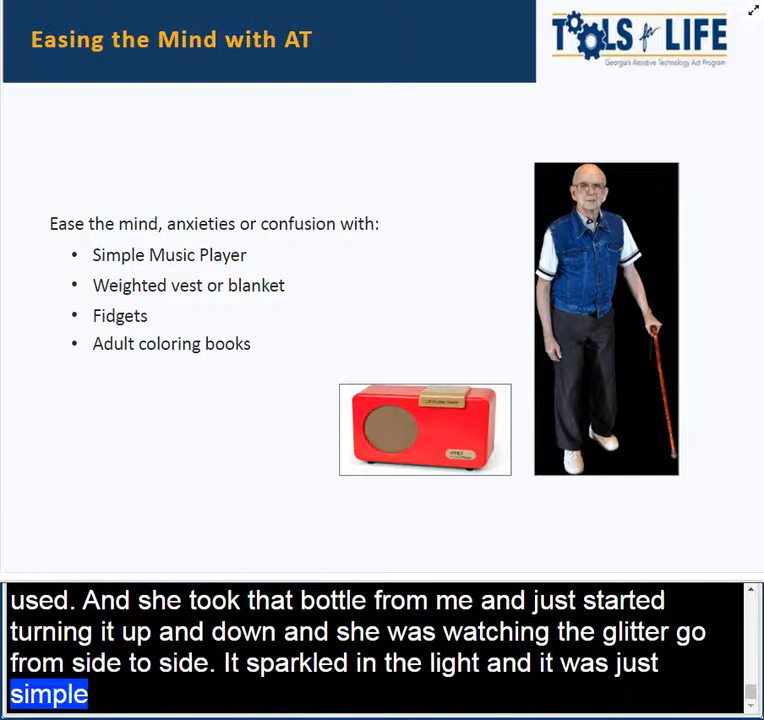 Easing the Mind with AT
TOOLS for LIFE
Georgia's Assistive Technology Act Program
Ease the mind, anxieties or confusion with:
• Simple Music Player
• Weighted vest or blanket
• Fidgets
• Adult coloring books
used. And she took that bottle from me and just started
turning it up and down and she was watching the glitter go
from side to side. It sparkled in the light and it was just
simple